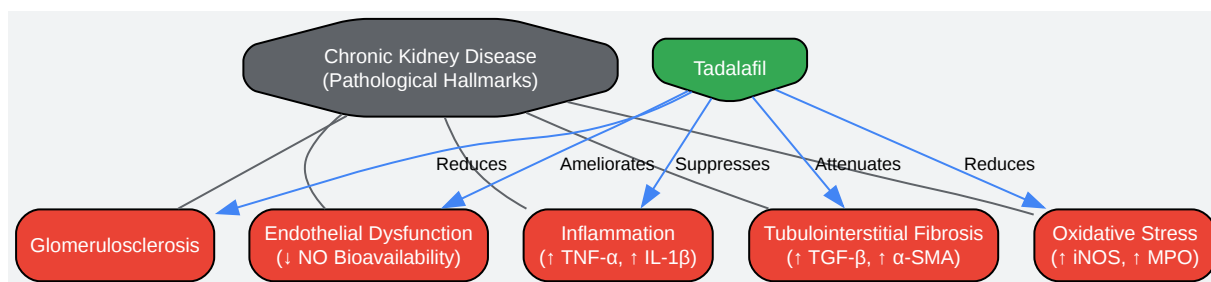 Chronic Kidney Disease
(Pathological Hallmarks)
Tadalafil
Reduces
Ameliorates
Suppresses
Attenuates
Reduces
Glomerulosclerosis
Endothelial Dysfunction
(↓ NO Bioavailability)
Inflammation
(↑ TNF-α, ↑ IL-1β)
Tubulointerstitial Fibrosis
(↑ TGF-β, ↑ α-SMA)
Oxidative Stress
(↑ iNOS, ↑ MPO)